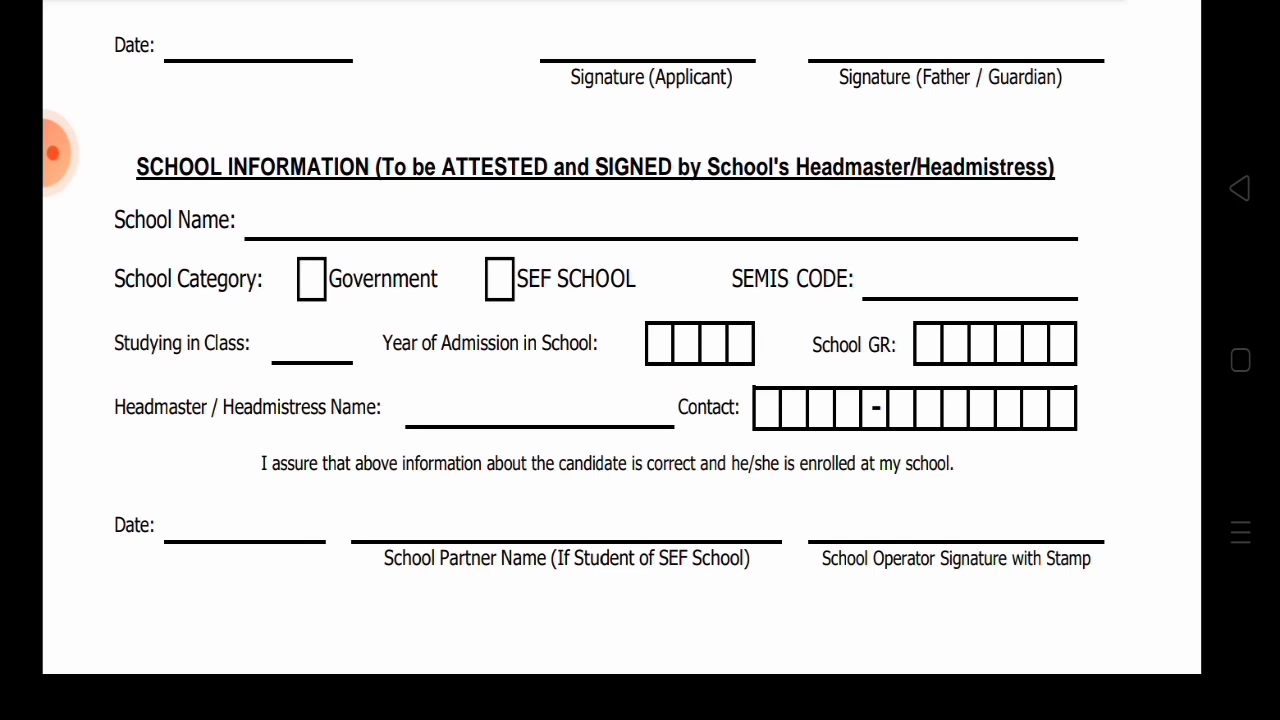 Date:
Signature (Applicant) Signature (Father / Guardian)
SCHOOL INFORMATION (To be ATTESTED and SIGNED by School's Headmaster/Headmistress)
School Name:
School Category: Government SEF SCHOOL SEMIS CODE:
Studying in Class: Year of Admission in School: School GR:
Headmaster / Headmistress Name: Contact: -
I assure that above information about the candidate is correct and he/she is enrolled at my school.
Date:
School Partner Name (If Student of SEF School) School Operator Signature with Stamp